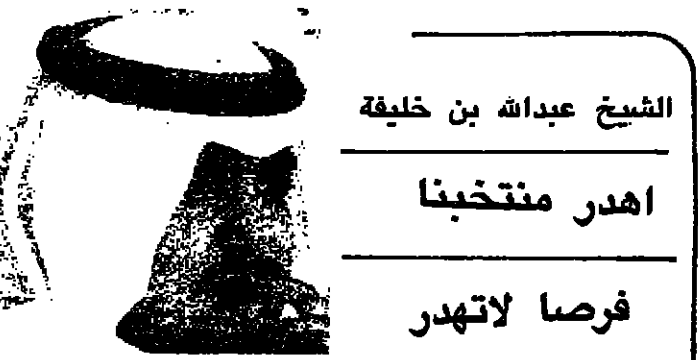 الشيخ عبدالله بن خليفة
اهدر منتخبنا
فرصا لاتهدر